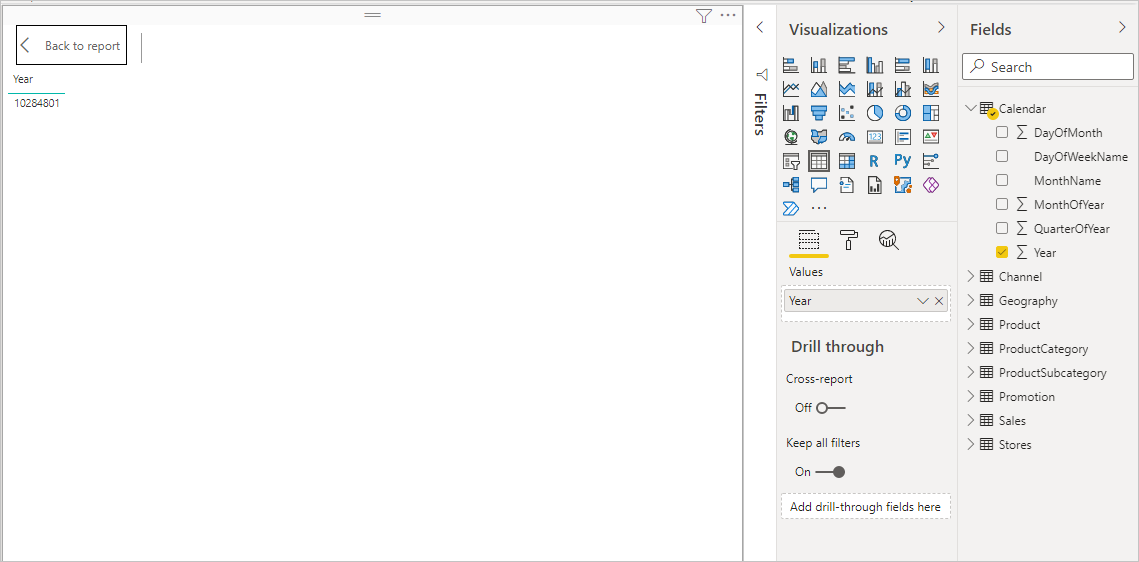 Back to report
Year
10284801
Filters
Visualizations
123
R
Py
...
Values
Year
Drill through
Cross-report
Off
Keep all filters
On
Add drill-through fields here
Fields
Search
Calendar
∑ DayOfMonth
DayOfWeekName
MonthName
∑ MonthOfYear
∑ QuarterOfYear
∑ Year
Channel
Geography
Product
ProductCategory
ProductSubcategory
Promotion
Sales
Stores